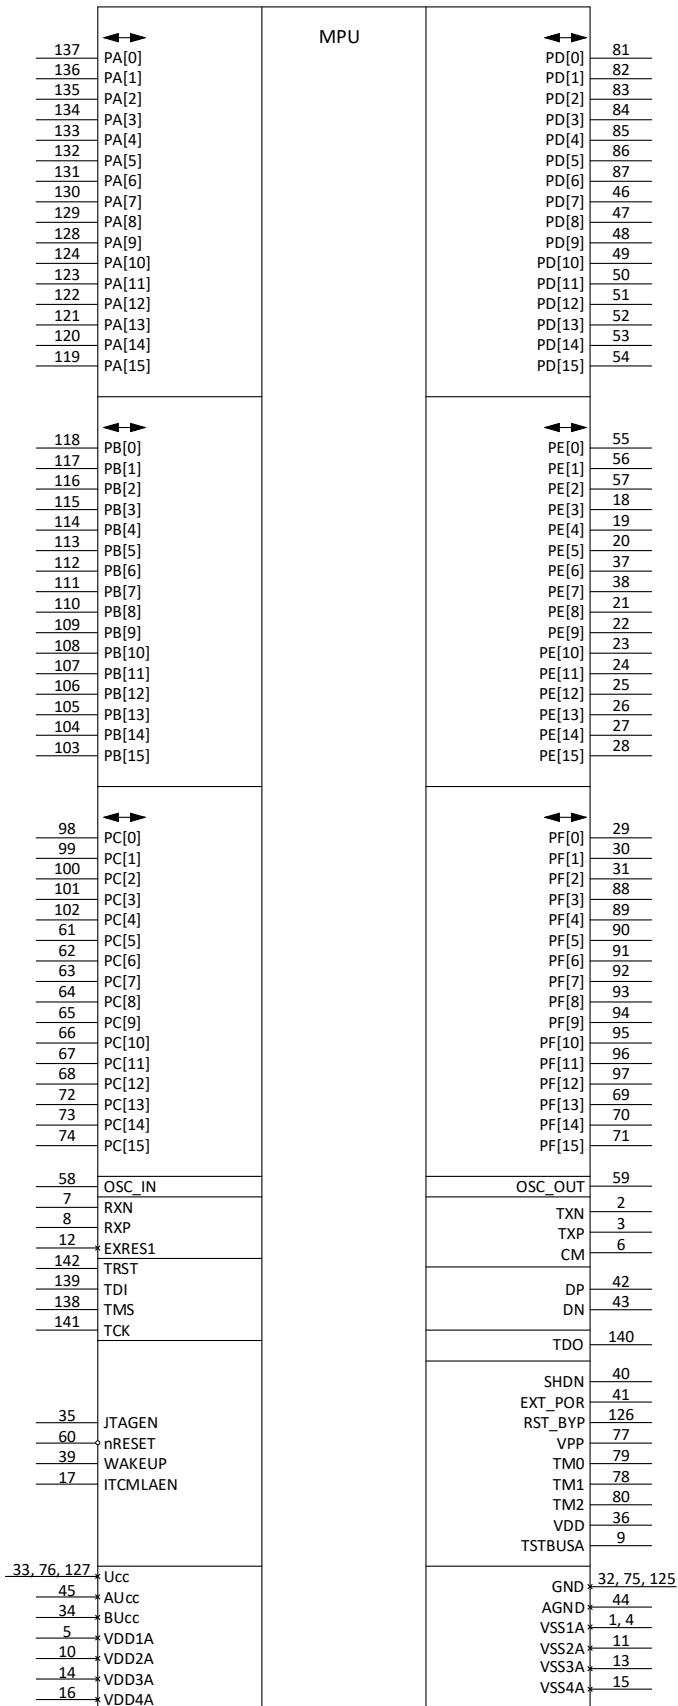 MPU
137 PA[0]
136 PA[1]
135 PA[2]
134 PA[3]
133 PA[4]
132 PA[5]
131 PA[6]
130 PA[7]
129 PA[8]
128 PA[9]
124 PA[10]
123 PA[11]
122 PA[12]
121 PA[13]
120 PA[14]
119 PA[15]
118 PB[0]
117 PB[1]
116 PB[2]
115 PB[3]
114 PB[4]
113 PB[5]
112 PB[6]
111 PB[7]
110 PB[8]
109 PB[9]
108 PB[10]
107 PB[11]
106 PB[12]
105 PB[13]
104 PB[14]
103 PB[15]
98 PC[0]
99 PC[1]
100 PC[2]
101 PC[3]
102 PC[4]
61 PC[5]
62 PC[6]
63 PC[7]
64 PC[8]
65 PC[9]
66 PC[10]
67 PC[11]
68 PC[12]
72 PC[13]
73 PC[14]
74 PC[15]
58 OSC_IN
7 RXN
8 RXP
12 EXRES1
142 TRST
139 TDI
138 TMS
141 TCK
35 JTAGEN
60 nRESET
39 WAKEUP
17 ITCMLAEN
33, 76, 127 Ucc
45 AUcc
34 BUcc
5 VDD1A
10 VDD2A
14 VDD3A
16 VDD4A
PD[0] 81
PD[1] 82
PD[2] 83
PD[3] 84
PD[4] 85
PD[5] 86
PD[6] 87
PD[7] 46
PD[8] 47
PD[9] 48
PD[10] 49
PD[11] 50
PD[12] 51
PD[13] 52
PD[14] 53
PD[15] 54
PE[0] 55
PE[1] 56
PE[2] 57
PE[3] 18
PE[4] 19
PE[5] 20
PE[6] 37
PE[7] 38
PE[8] 21
PE[9] 22
PE[10] 23
PE[11] 24
PE[12] 25
PE[13] 26
PE[14] 27
PE[15] 28
PF[0] 29
PF[1] 30
PF[2] 31
PF[3] 88
PF[4] 89
PF[5] 90
PF[6] 91
PF[7] 92
PF[8] 93
PF[9] 94
PF[10] 95
PF[11] 96
PF[12] 97
PF[13] 69
PF[14] 70
PF[15] 71
OSC_OUT 59
TXN 2
TXP 3
CM 6
DP 42
DN 43
TDO 140
SHDN 40
EXT_POR 41
RST_BYP 126
VPP 77
TM0 79
TM1 78
TM2 80
VDD 36
TSTBUSA 9
GND 32, 75, 125
AGND 44
VSS1A 1, 4
VSS2A 11
VSS3A 13
VSS4A 15